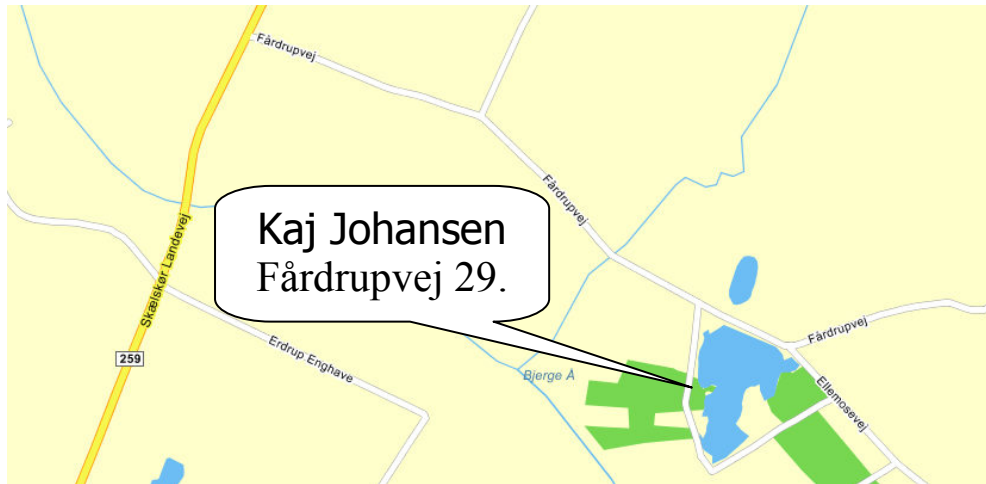 Fårdrupvej
Fårdrupvej
Kaj Johansen
Fårdrupvej 29.
Skælskør Landevej
Fårdrupvej
259
Erdrup Enghave
Bjerge Å
Ellemosevej